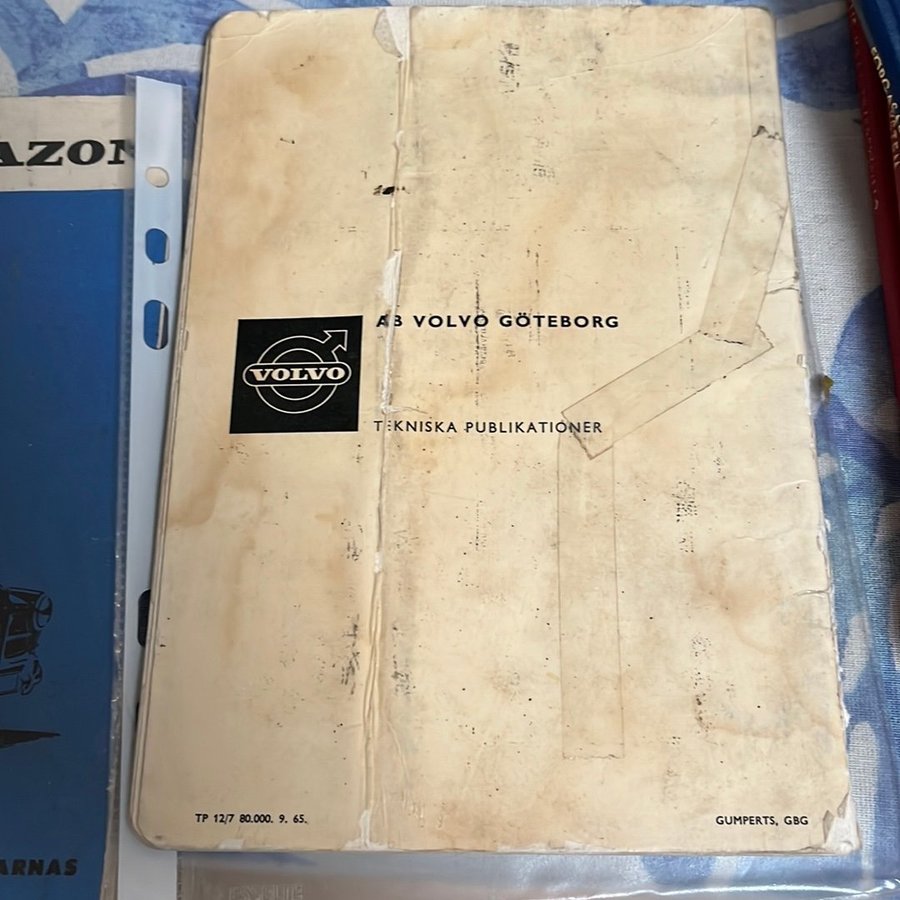 AZON
AB VOLVO GÖTEBORG
VOLVO
TEKNISKA PUBLIKATIONER
TP 12/7 80.000. 9. 65.
GUMPERTS, GBG
ARNAS